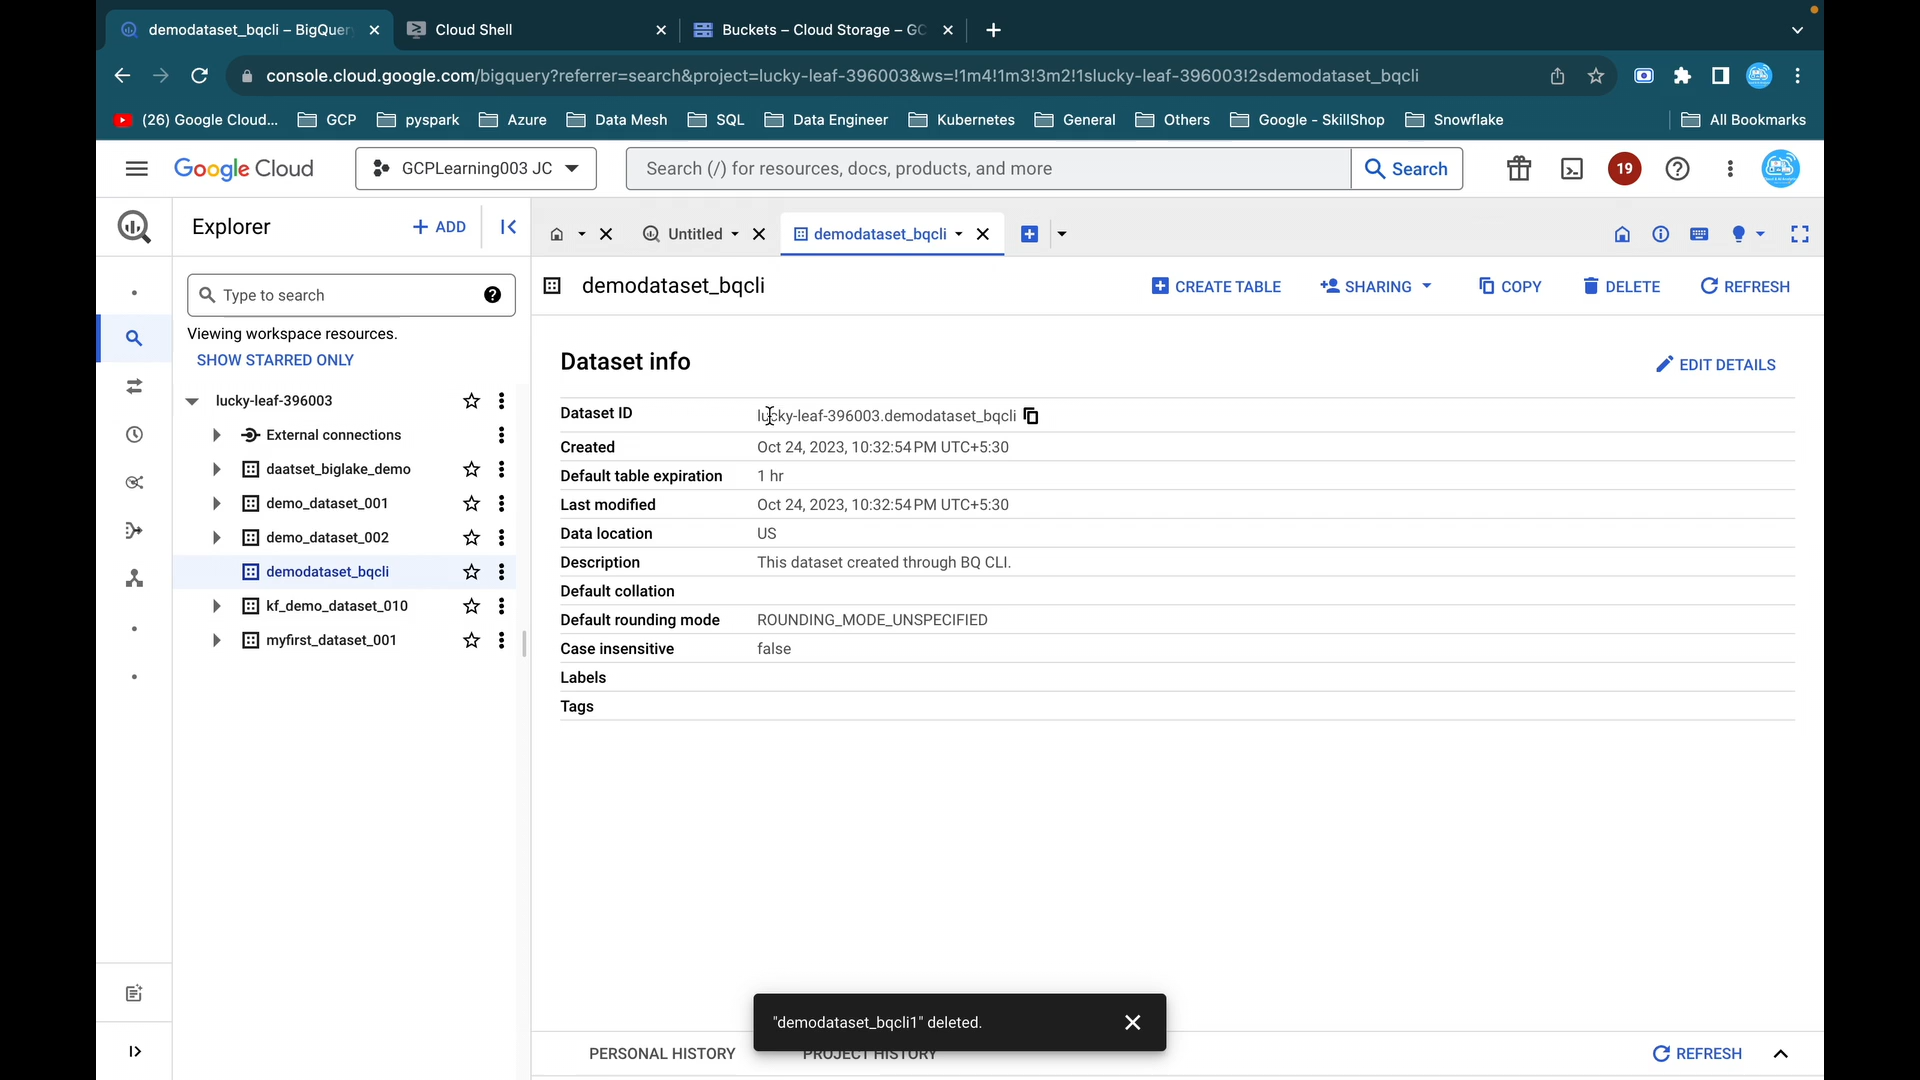 demodataset_bqcli – BigQuer
Cloud Shell
Buckets – Cloud Storage – GC
console.cloud.google.com/bigquery?referrer=search&project=lucky-leaf-396003&ws=!1m4!1m3!3m2!1slucky-leaf-396003!2sdemodataset_bqcli
(26) Google Cloud...
GCP
pyspark
Azure
Data Mesh
SQL
Data Engineer
Kubernetes
General
Others
Google - SkillShop
Snowflake
All Bookmarks
Google Cloud
GCPLearning003 JC
Search (/) for resources, docs, products, and more
Search
19
Explorer
+ ADD
Untitled
demodataset_bqcli
Type to search
Viewing workspace resources.
SHOW STARRED ONLY
lucky-leaf-396003
External connections
daatset_biglake_demo
demo_dataset_001
demo_dataset_002
demodataset_bqcli
kf_demo_dataset_010
myfirst_dataset_001
demodataset_bqcli
CREATE TABLE
SHARING
COPY
DELETE
REFRESH
Dataset info
EDIT DETAILS
Dataset ID lucky-leaf-396003.demodataset_bqcli
Created Oct 24, 2023, 10:32:54 PM UTC+5:30
Default table expiration 1 hr
Last modified Oct 24, 2023, 10:32:54 PM UTC+5:30
Data location US
Description This dataset created through BQ CLI.
Default collation
Default rounding mode ROUNDING_MODE_UNSPECIFIED
Case insensitive false
Labels
Tags
"demodataset_bqcli1" deleted.
PERSONAL HISTORY
PROJECT HISTORY
REFRESH